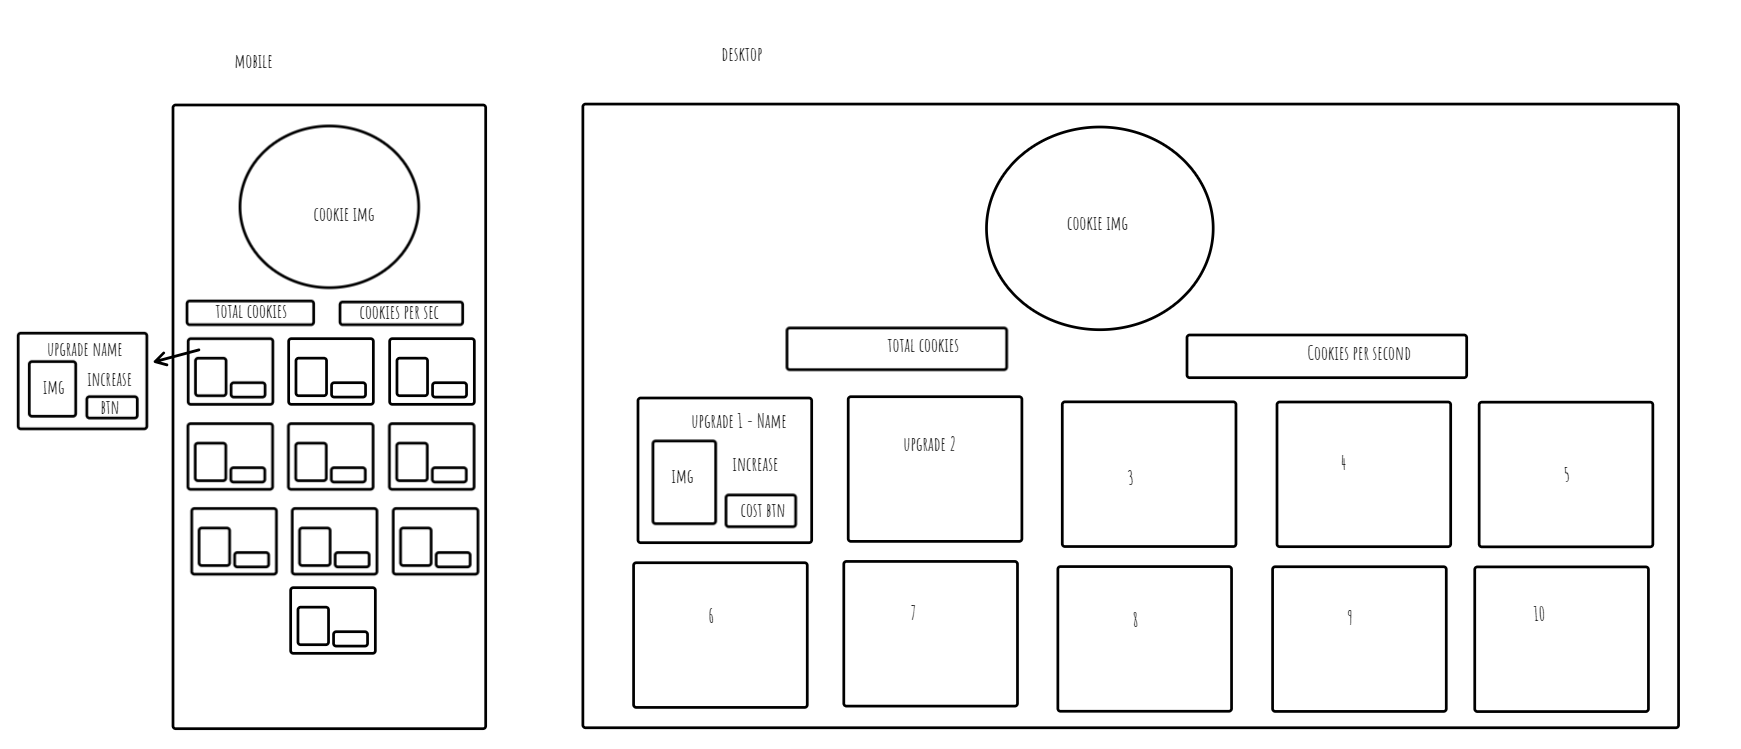 MOBILE
DESKTOP
COOKIE IMG
COOKIE IMG
TOTAL COOKIES
COOKIES PER SEC
UPGRADE NAME
IMG
INCREASE
BTN
TOTAL COOKIES
Cookies per second
UPGRADE 1 - Name
IMG
INCREASE
COST BTN
UPGRADE 2
3
4
5
6
7
8
9
10